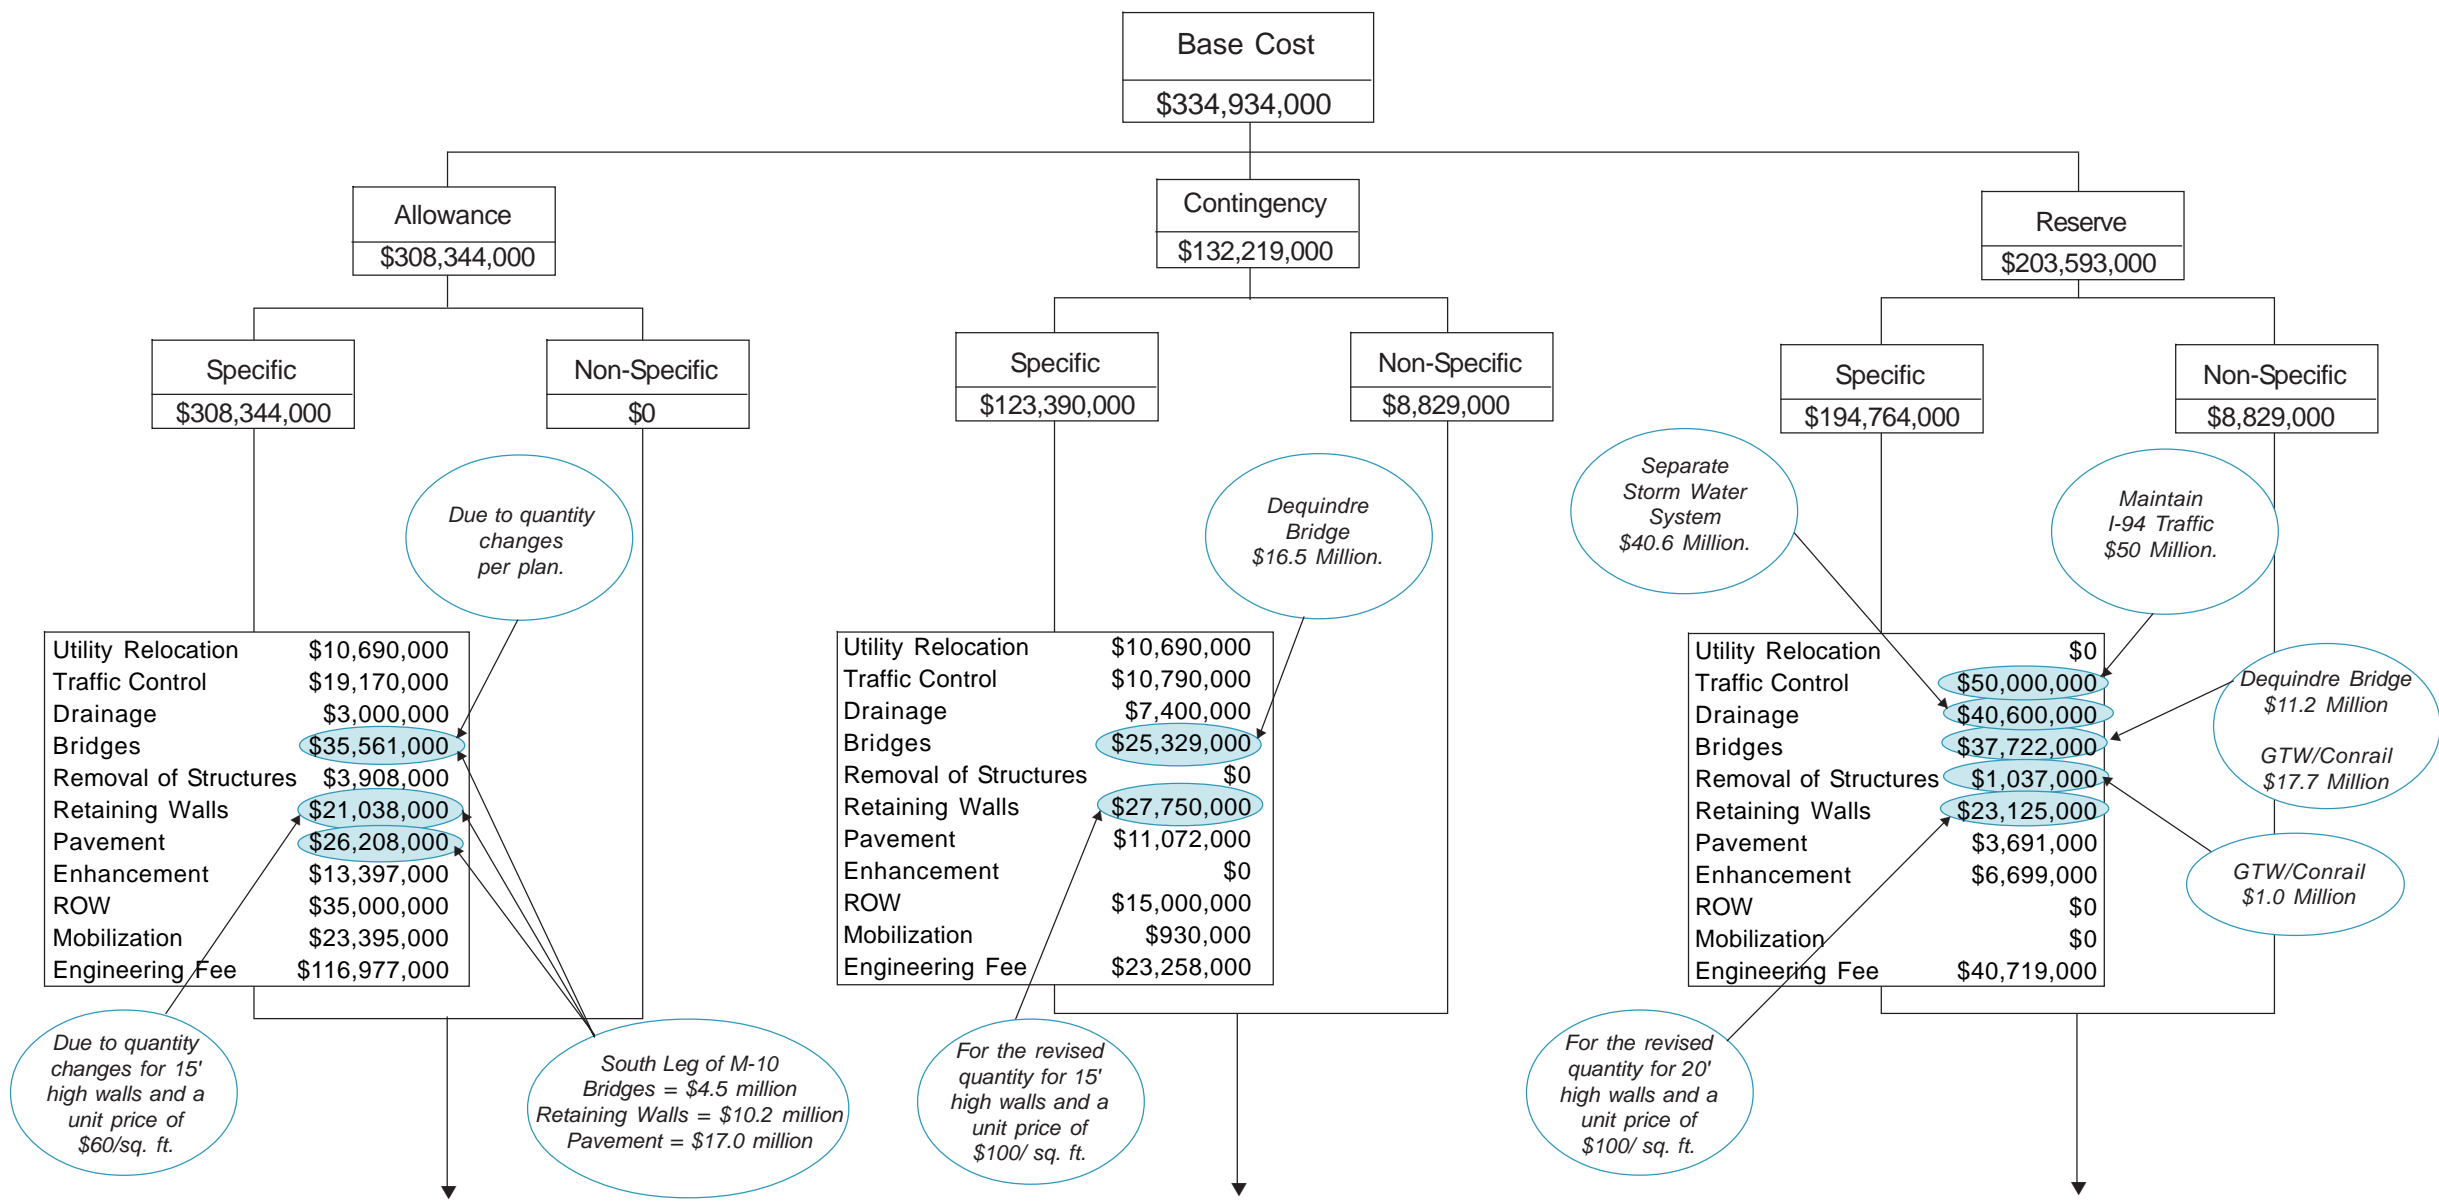 Base Cost
$334,934,000
Allowance
$308,344,000
Contingency
$132,219,000
Reserve
$203,593,000
Specific
$308,344,000
Non-Specific
$0
Specific
$123,390,000
Non-Specific
$8,829,000
Specific
$194,764,000
Non-Specific
$8,829,000
Due to quantity
changes
per plan.
Dequindre
Bridge
$16.5 Million.
Separate
Storm Water
System
$40.6 Million.
Maintain
I-94 Traffic
$50 Million.
Utility Relocation $10,690,000
Traffic Control $19,170,000
Drainage $3,000,000
Bridges $35,561,000
Removal of Structures $3,908,000
Retaining Walls $21,038,000
Pavement $26,208,000
Enhancement $13,397,000
ROW $35,000,000
Mobilization $23,395,000
Engineering Fee $116,977,000
Utility Relocation $10,690,000
Traffic Control $10,790,000
Drainage $7,400,000
Bridges $25,329,000
Removal of Structures $0
Retaining Walls $27,750,000
Pavement $11,072,000
Enhancement $0
ROW $15,000,000
Mobilization $930,000
Engineering Fee $23,258,000
Utility Relocation $0
Traffic Control $50,000,000
Drainage $40,600,000
Bridges $37,722,000
Removal of Structures $1,037,000
Retaining Walls $23,125,000
Pavement $3,691,000
Enhancement $6,699,000
ROW $0
Mobilization $0
Engineering Fee $40,719,000
Dequindre Bridge
$11.2 Million
GTW/Conrail
$17.7 Million
GTW/Conrail
$1.0 Million
Due to quantity
changes for 15'
high walls and a
unit price of
$60/sq. ft.
South Leg of M-10
Bridges = $4.5 million
Retaining Walls = $10.2 million
Pavement = $17.0 million
For the revised
quantity for 15'
high walls and a
unit price of
$100/ sq. ft.
For the revised
quantity for 20'
high walls and a
unit price of
$100/ sq. ft.